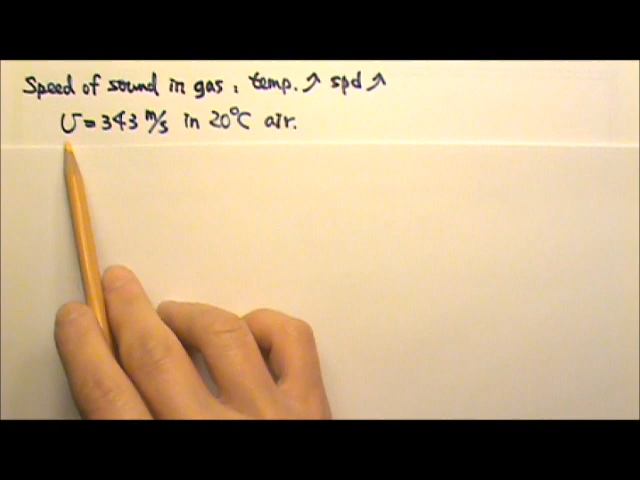 Speed of sound in gas : temp. ↗ spd ↗
v = 343 m/s in 20°C air.